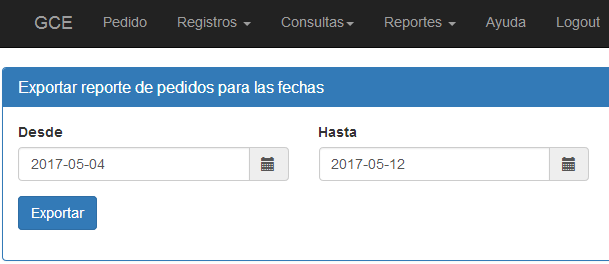 GCE Pedido Registros Consultas Reportes Ayuda Logout
Exportar reporte de pedidos para las fechas
Desde Hasta
2017-05-04 2017-05-12
Exportar